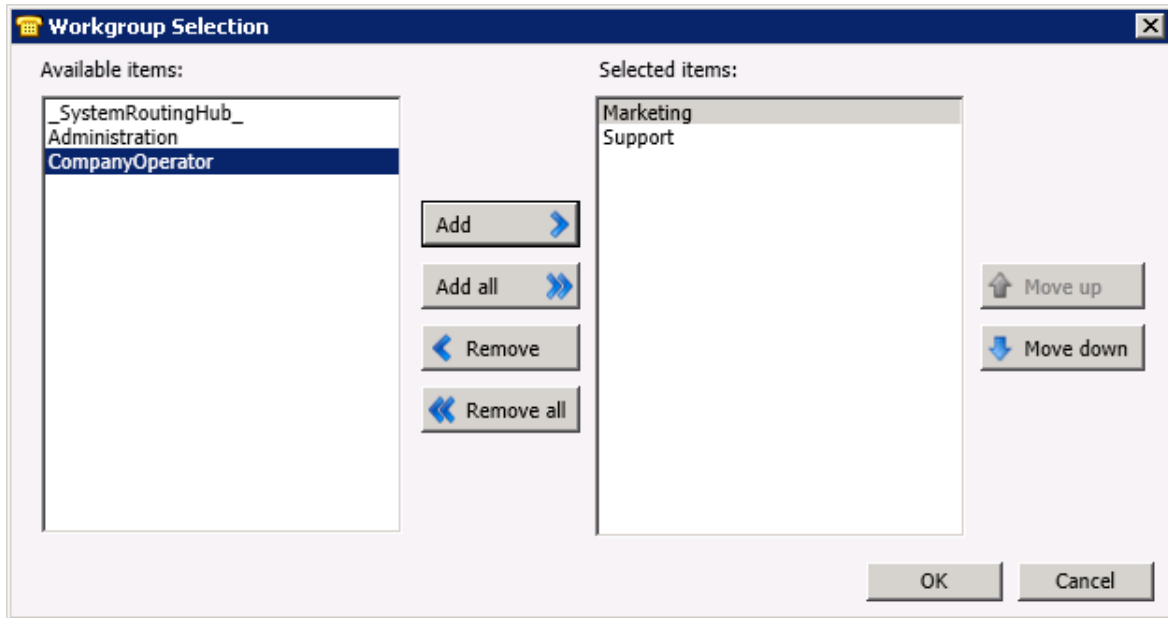 Workgroup Selection
Available items:
_SystemRoutingHub_
Administration
CompanyOperator
Add
Add all
Remove
Remove all
Selected items:
Marketing
Support
Move up
Move down
OK
Cancel